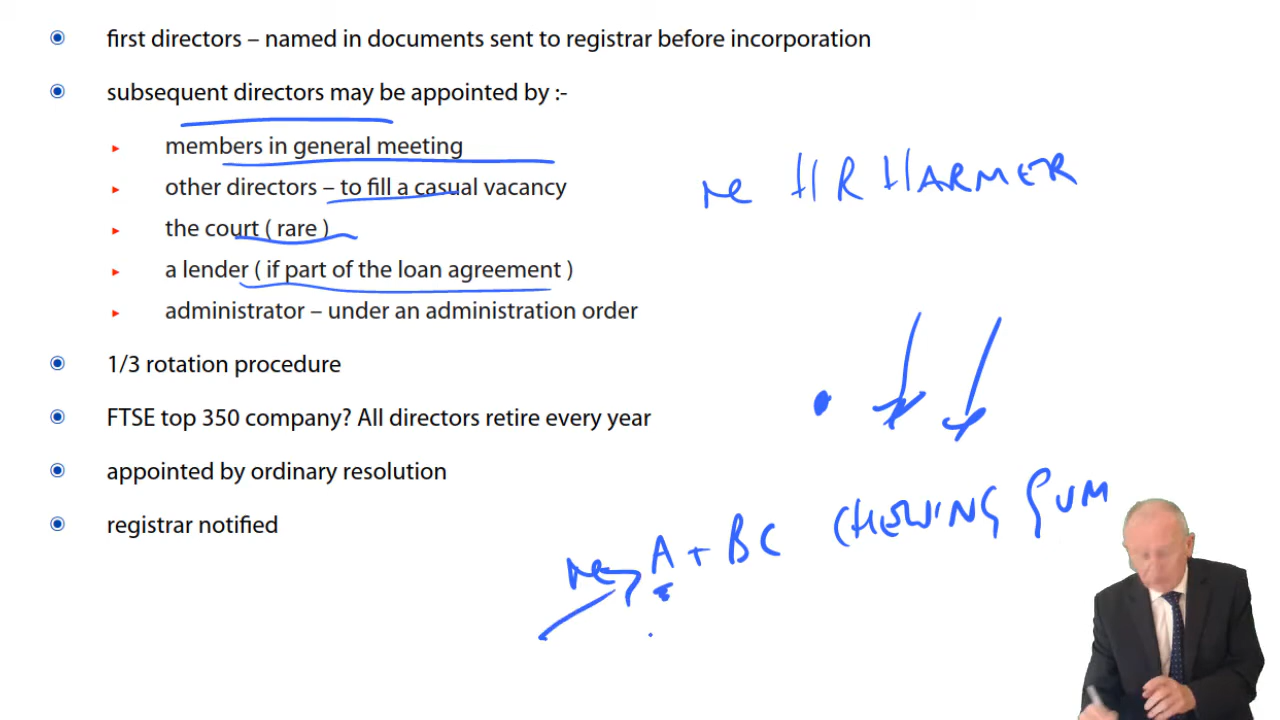 first directors – named in documents sent to registrar before incorporation
subsequent directors may be appointed by :-
members in general meeting
other directors – to fill a casual vacancy
the court ( rare )
a lender ( if part of the loan agreement )
administrator – under an administration order
1/3 rotation procedure
FTSE top 350 company? All directors retire every year
appointed by ordinary resolution
registrar notified
re HR HARMER
re A + BC CHEWING GUM